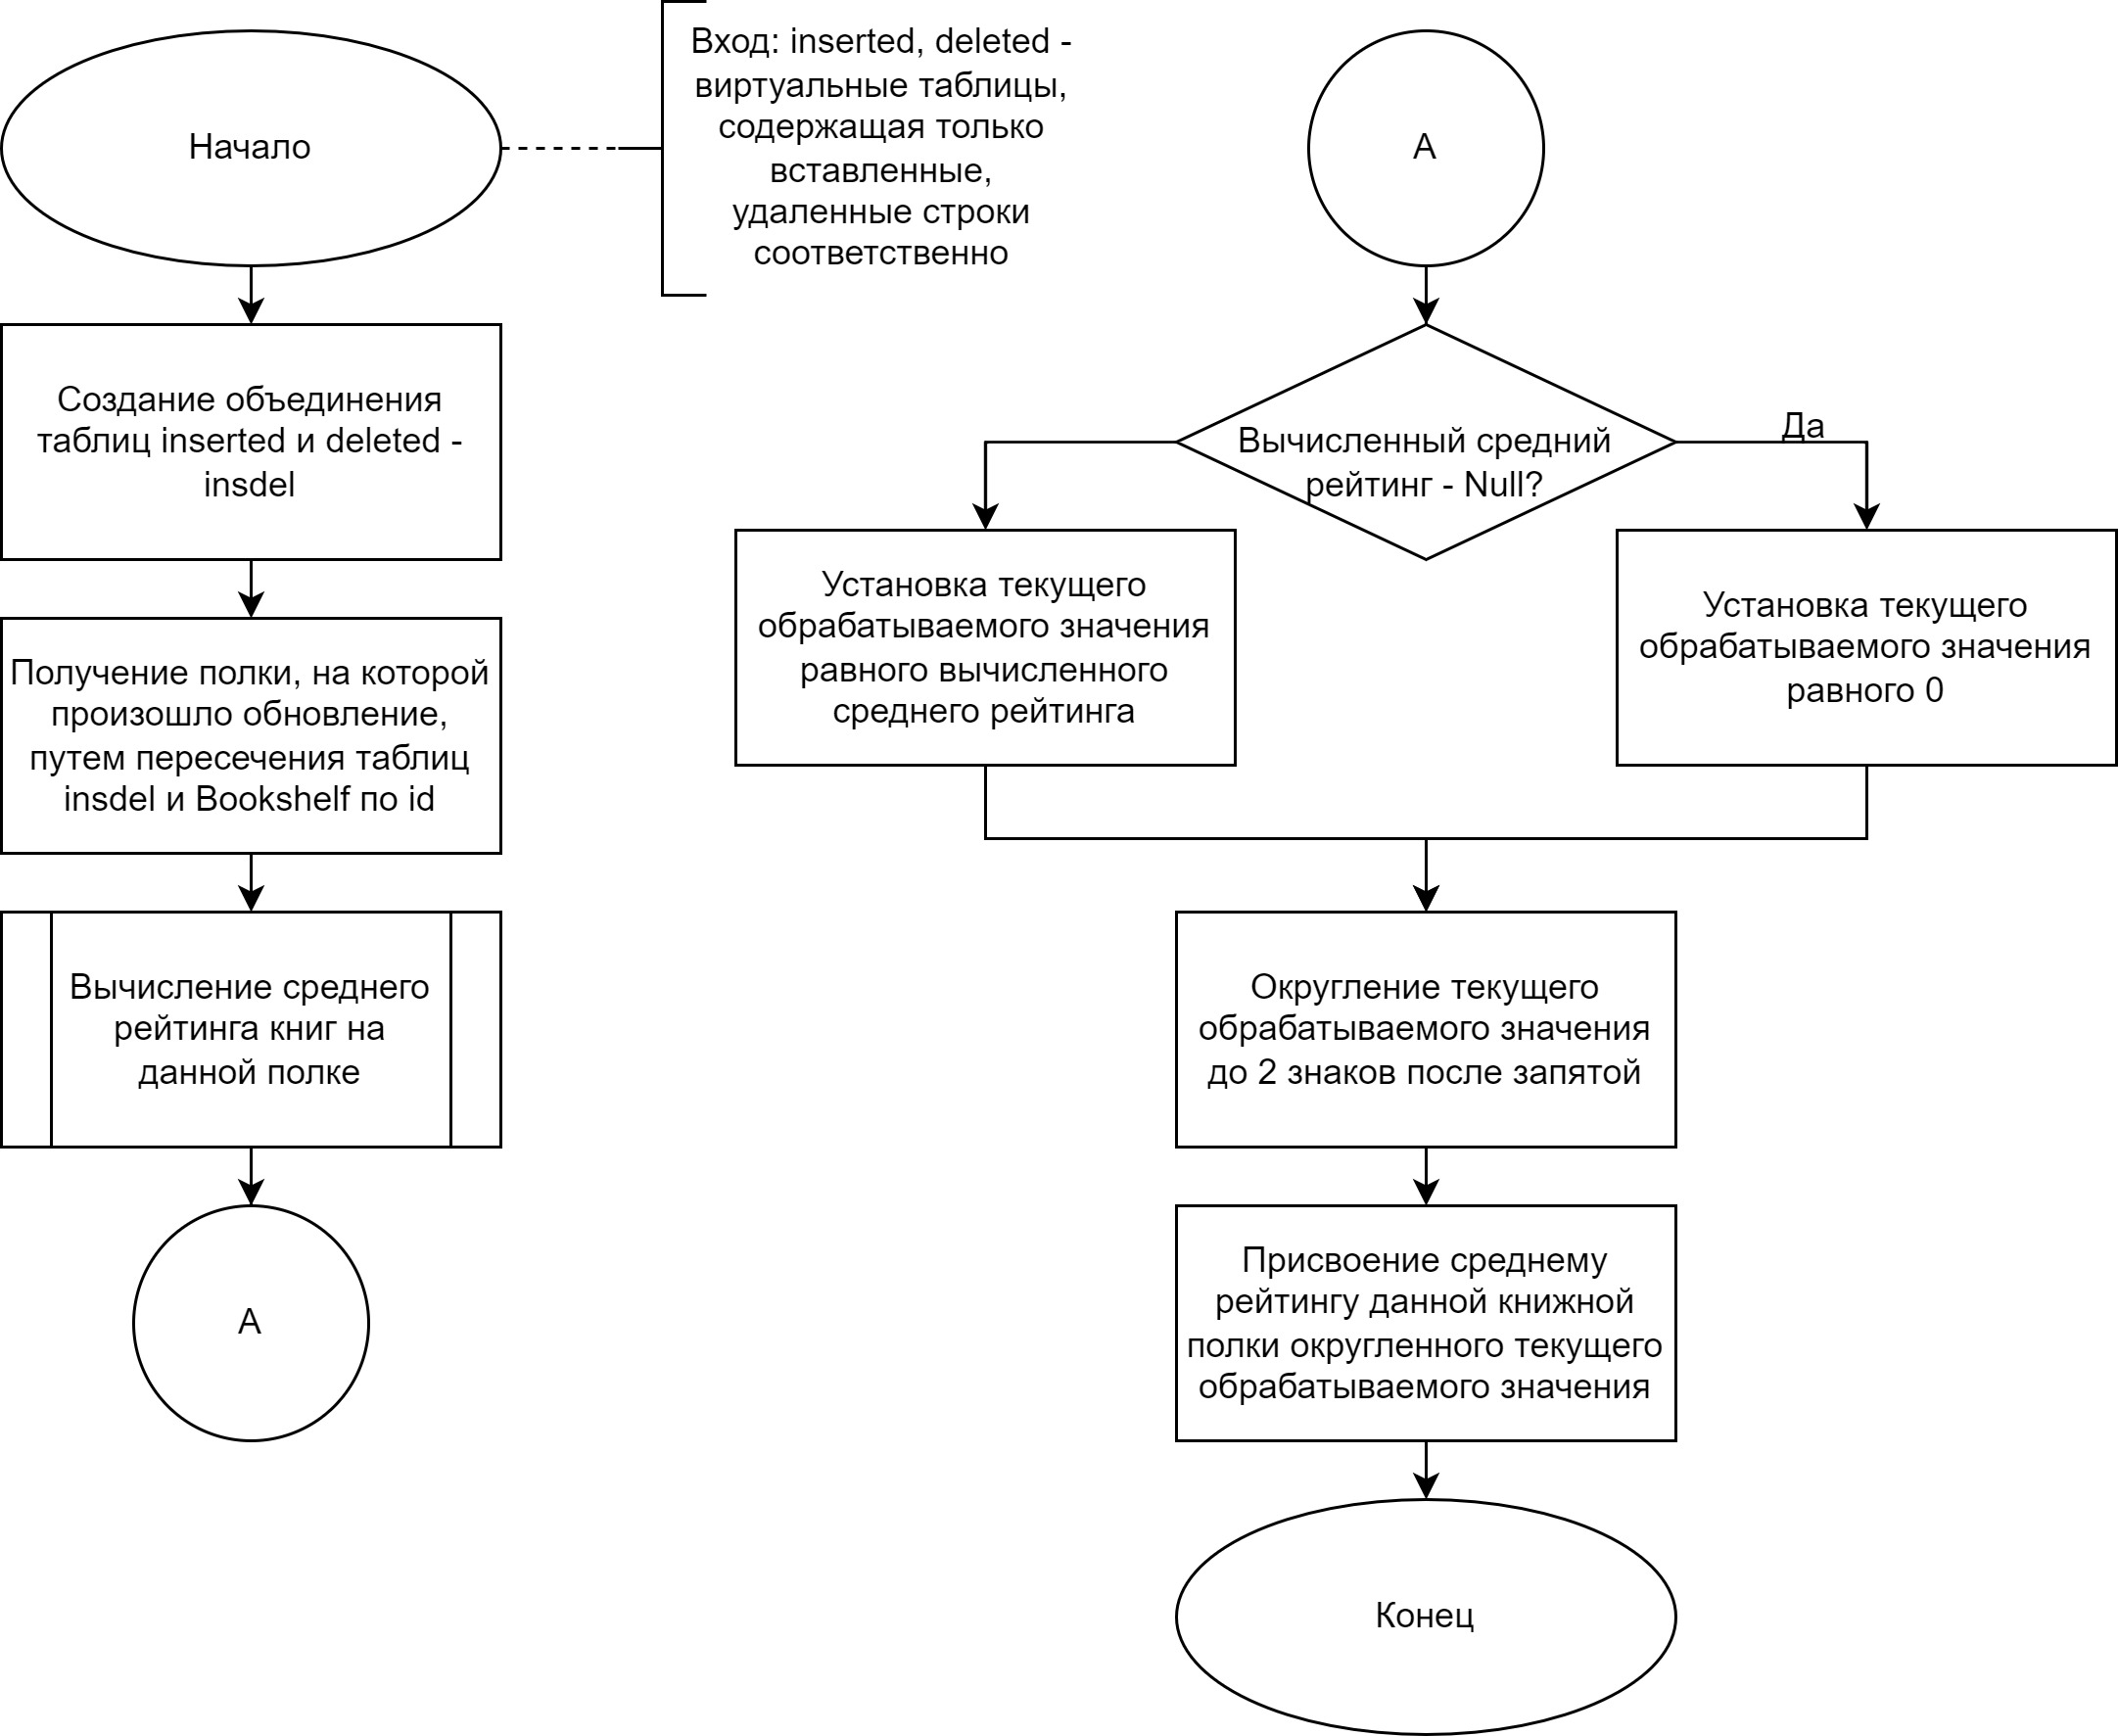 Начало
Вход: inserted, deleted -
виртуальные таблицы,
содержащая только
вставленные,
удаленные строки
соответственно
Создание объединения
таблиц inserted и deleted -
insdel
Получение полки, на которой
произошло обновление,
путем пересечения таблиц
insdel и Bookshelf по id
Вычисление среднего
рейтинга книг на
данной полке
А
А
Вычисленный средний
рейтинг - Null?
Да
Установка текущего
обрабатываемого значения
равного вычисленного
среднего рейтинга
Установка текущего
обрабатываемого значения
равного 0
Округление текущего
обрабатываемого значения
до 2 знаков после запятой
Присвоение среднему
рейтингу данной книжной
полки округленного текущего
обрабатываемого значения
Конец